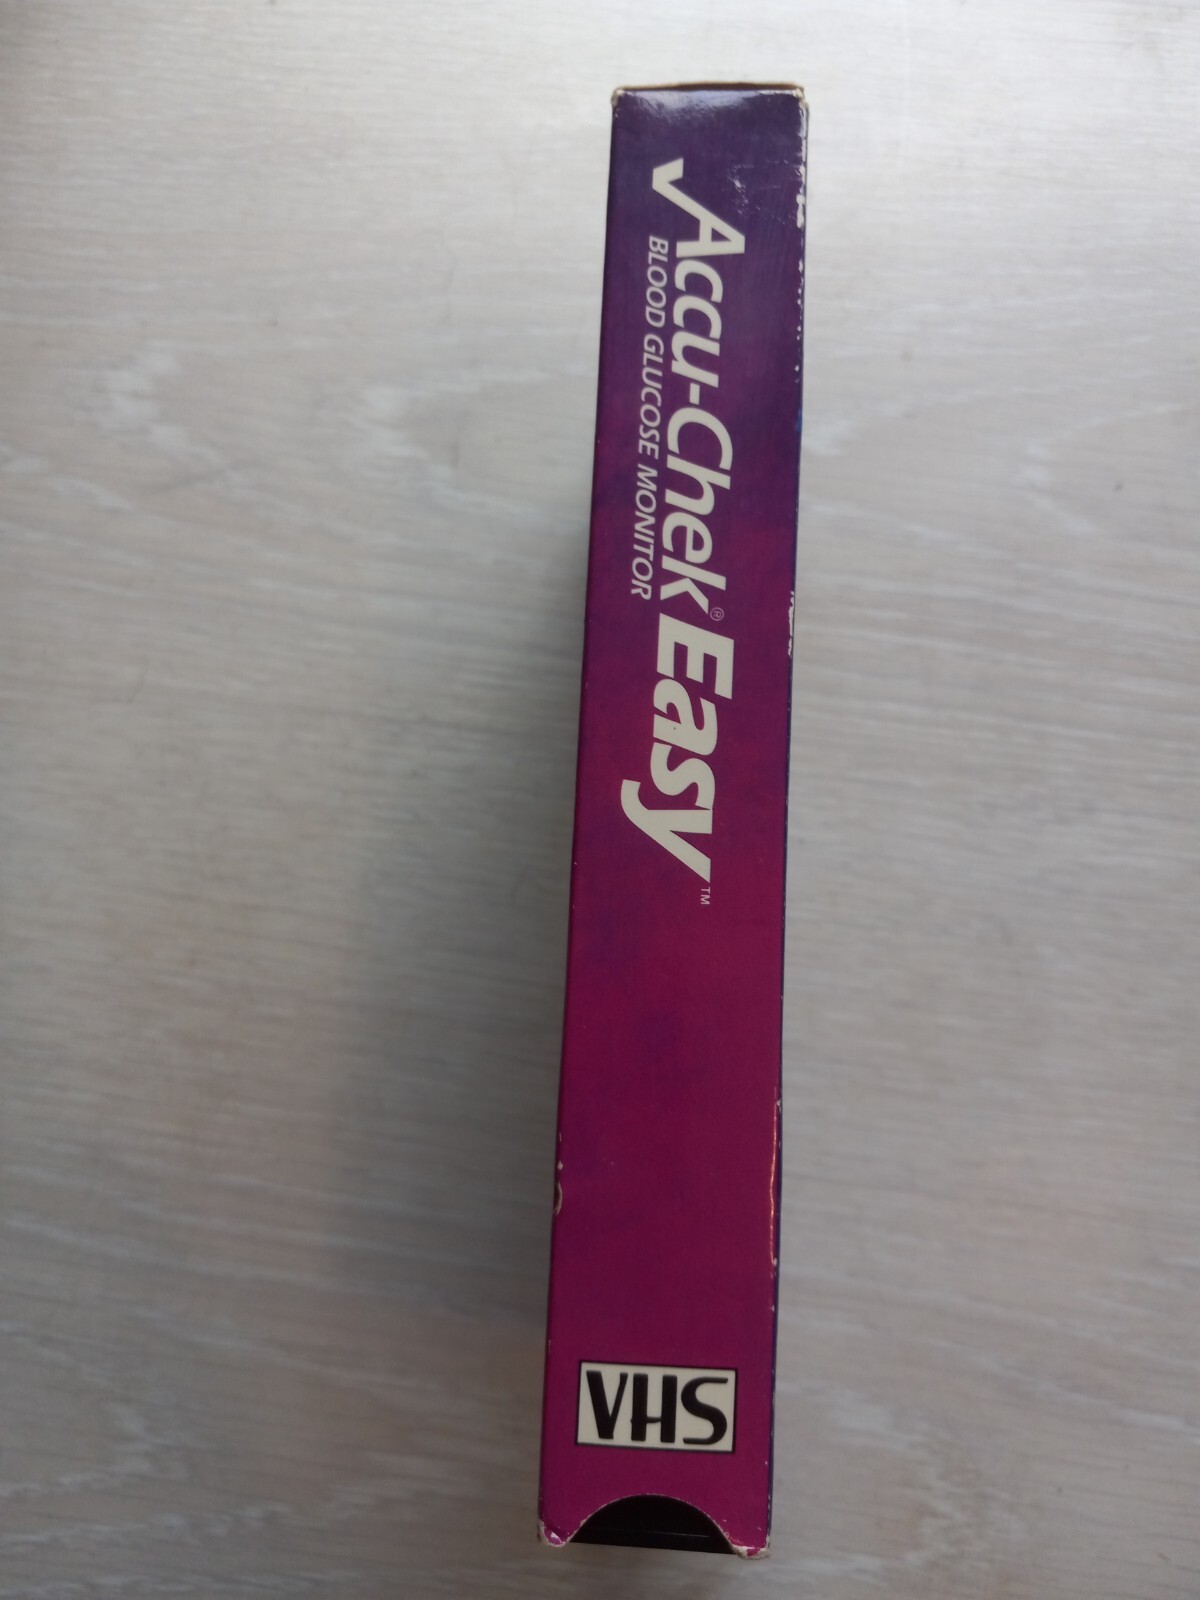 ✓Accu-Chek® Easy™
BLOOD GLUCOSE MONITOR
VHS